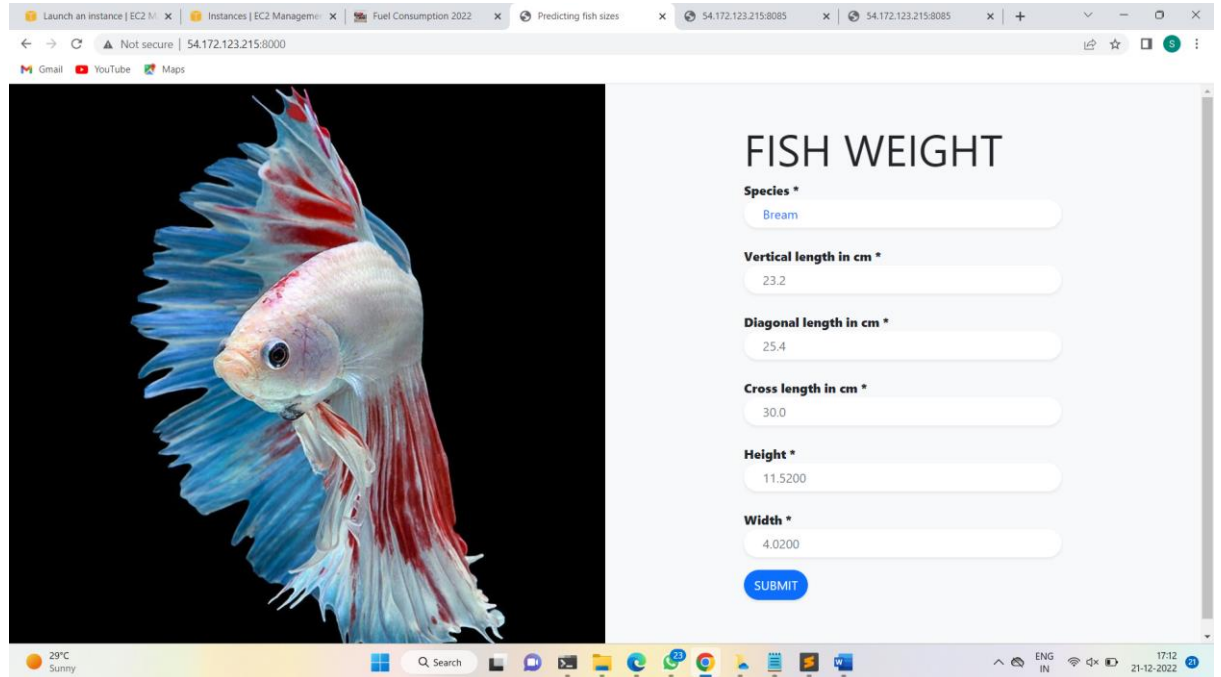 Launch an instance | EC2 M
Instances | EC2 Managemen
Fuel Consumption 2022
Predicting fish sizes
54.172.123.215:8085
54.172.123.215:8085
Not secure | 54.172.123.215:8000
S
Gmail
YouTube
Maps
FISH WEIGHT
Species *
Bream
Vertical length in cm *
23.2
Diagonal length in cm *
25.4
Cross length in cm *
30.0
Height *
11.5200
Width *
4.0200
SUBMIT
29°C
Sunny
Search
23
ENG
IN
17:12
21-12-2022
21